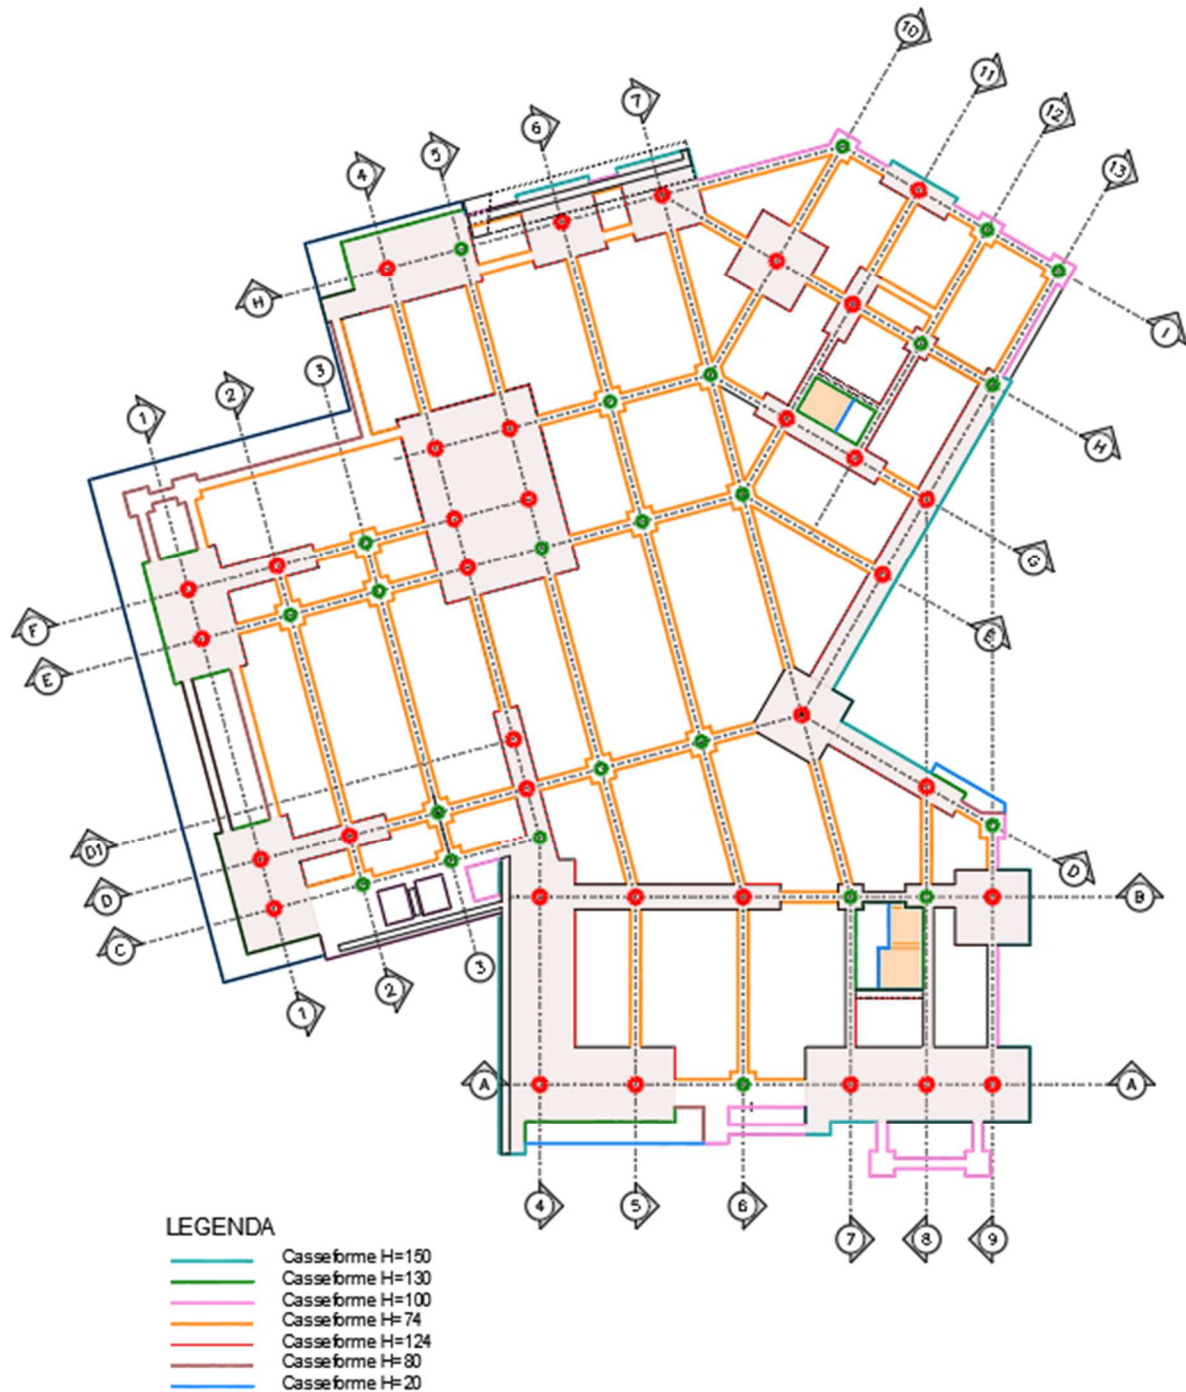 10
11
7
12
6
5
13
4
H
I
3
2
1
H
G
F
E
E
D1
D
D
B
C
3
2
1
A
A
4
5
6
7
8
9
LEGENDA
Casseforme H=150
Casseforme H=130
Casseforme H=100
Casseforme H=74
Casseforme H=124
Casseforme H=80
Casseforme H=20